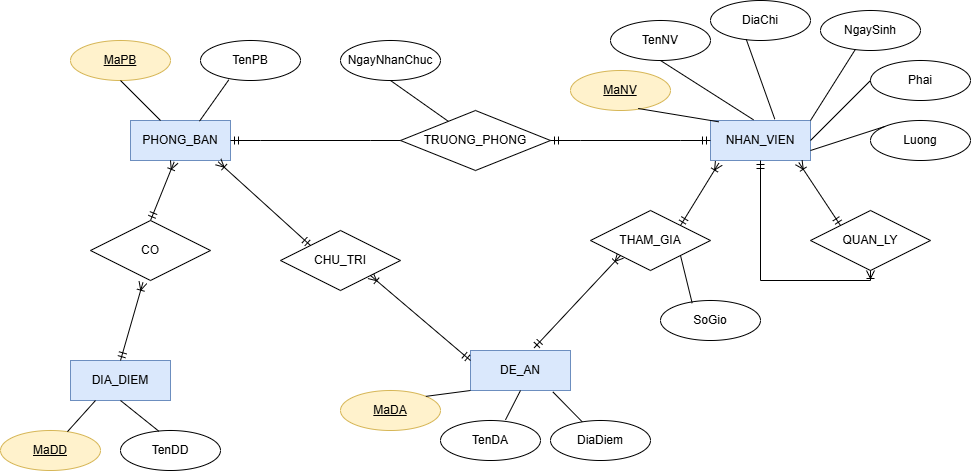 DiaChi
NgaySinh
TenNV
MaPB
TenPB
NgayNhanChuc
Phai
MaNV
PHONG_BAN
TRUONG_PHONG
NHAN_VIEN
Luong
CO
CHU_TRI
THAM_GIA
QUAN_LY
SoGio
DIA_DIEM
DE_AN
MaDA
MaDD
TenDD
TenDA
DiaDiem